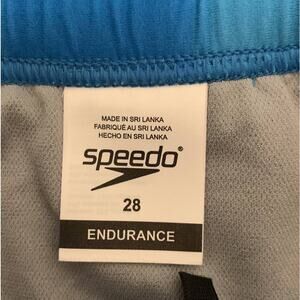 MADE IN SRI LANKA
FABRIQUÉ AU SRI LANKA
HECHO EN SRI LANKA
speedo®
28
ENDURANCE